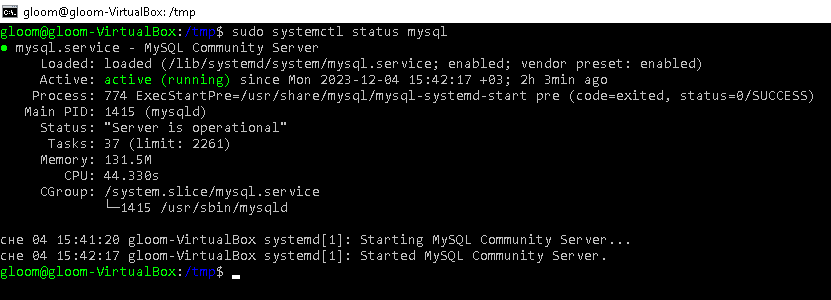 gloom@gloom-VirtualBox: /tmp
gloom@gloom-VirtualBox:/tmp$ sudo systemctl status mysql
● mysql.service - MySQL Community Server
Loaded: loaded (/lib/systemd/system/mysql.service; enabled; vendor preset: enabled)
Active: active (running) since Mon 2023-12-04 15:42:17 +03; 2h 3min ago
Process: 774 ExecStartPre=/usr/share/mysql/mysql-systemd-start pre (code=exited, status=0/SUCCESS)
Main PID: 1415 (mysqld)
Status: "Server is operational"
Tasks: 37 (limit: 2261)
Memory: 131.5M
CPU: 44.330s
CGroup: /system.slice/mysql.service
└─1415 /usr/sbin/mysqld
сне 04 15:41:20 gloom-VirtualBox systemd[1]: Starting MySQL Community Server...
сне 04 15:42:17 gloom-VirtualBox systemd[1]: Started MySQL Community Server.
gloom@gloom-VirtualBox:/tmp$